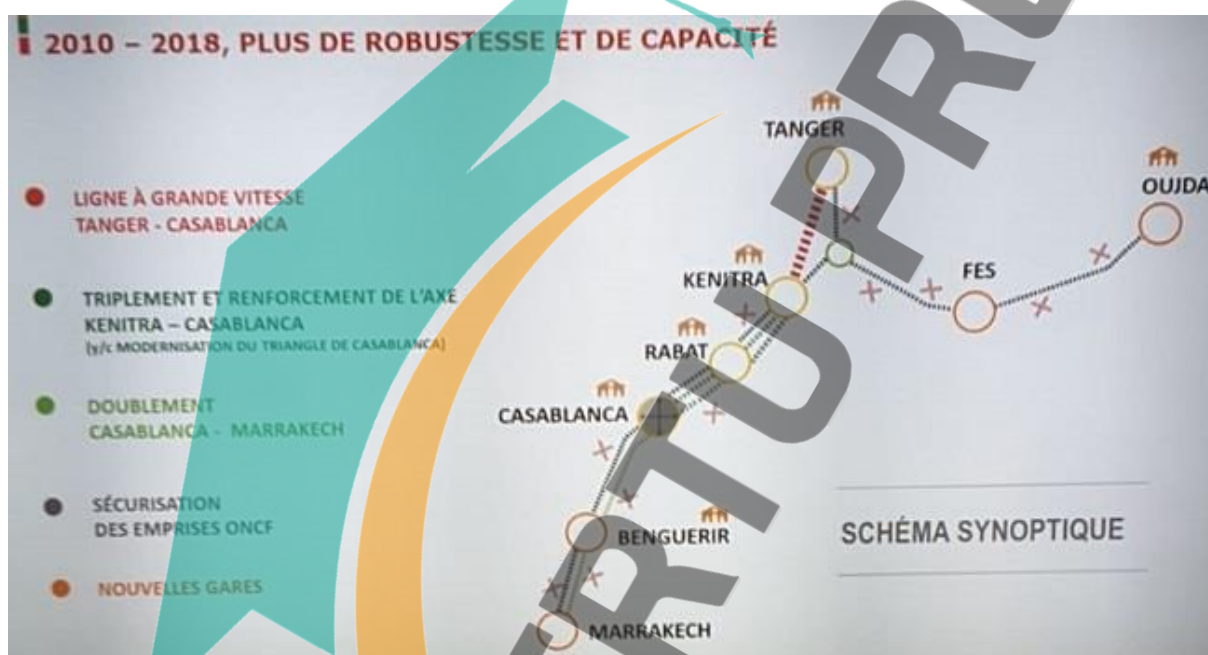 2010 – 2018, PLUS DE ROBUSTESSE ET DE CAPACITÉ
TANGER
OUJDA
LIGNE À GRANDE VITESSE
TANGER - CASABLANCA
KENITRA
FES
TRIPLEMENT ET RENFORCEMENT DE L'AXE
KENITRA – CASABLANCA
(y/c MODERNISATION DU TRIANGLE DE CASABLANCA)
RABAT
DOUBLEMENT
CASABLANCA - MARRAKECH
CASABLANCA
SÉCURISATION
DES EMPRISES ONCF
BENGUERIR
SCHÉMA SYNOPTIQUE
NOUVELLES GARES
MARRAKECH